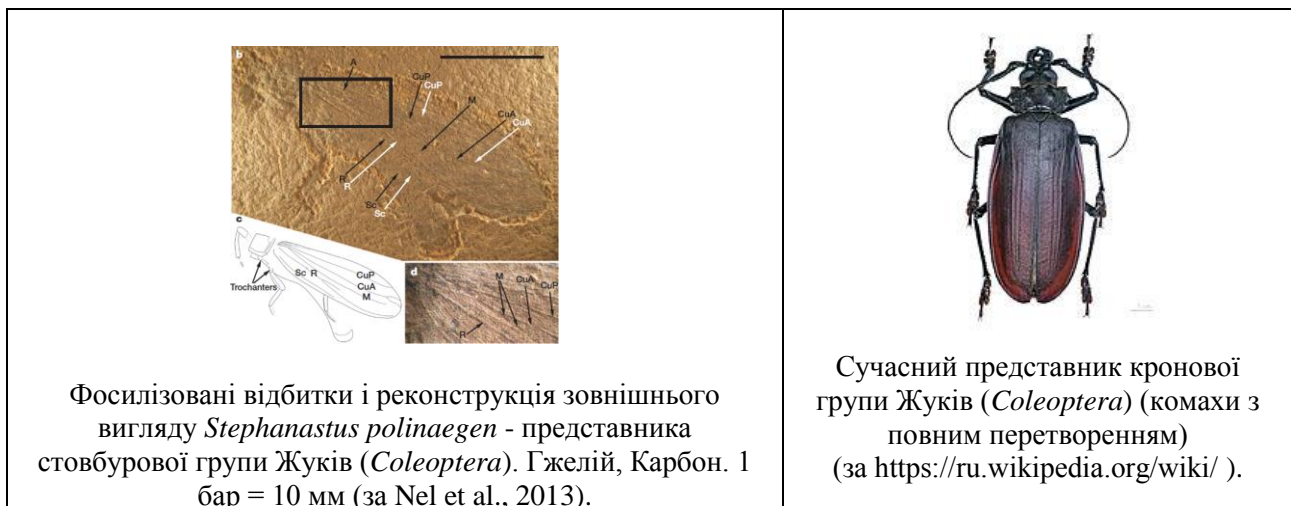 b
A
CuP
CuP
M
CuA
CuA
R
R
Sc
Sc
c
Sc R
CuP
CuA
M
Trochanters
d
M
CuA
CuP
R
Фосилізовані відбитки і реконструкція зовнішнього
вигляду Stephanastus polinaegen - представника
стовбурової групи Жуків (Coleoptera). Гжелій, Карбон. 1
бар = 10 мм (за Nel et al., 2013).
Сучасний представник кронової
групи Жуків (Coleoptera) (комахи з
повним перетворенням)
(за https://ru.wikipedia.org/wiki/ ).